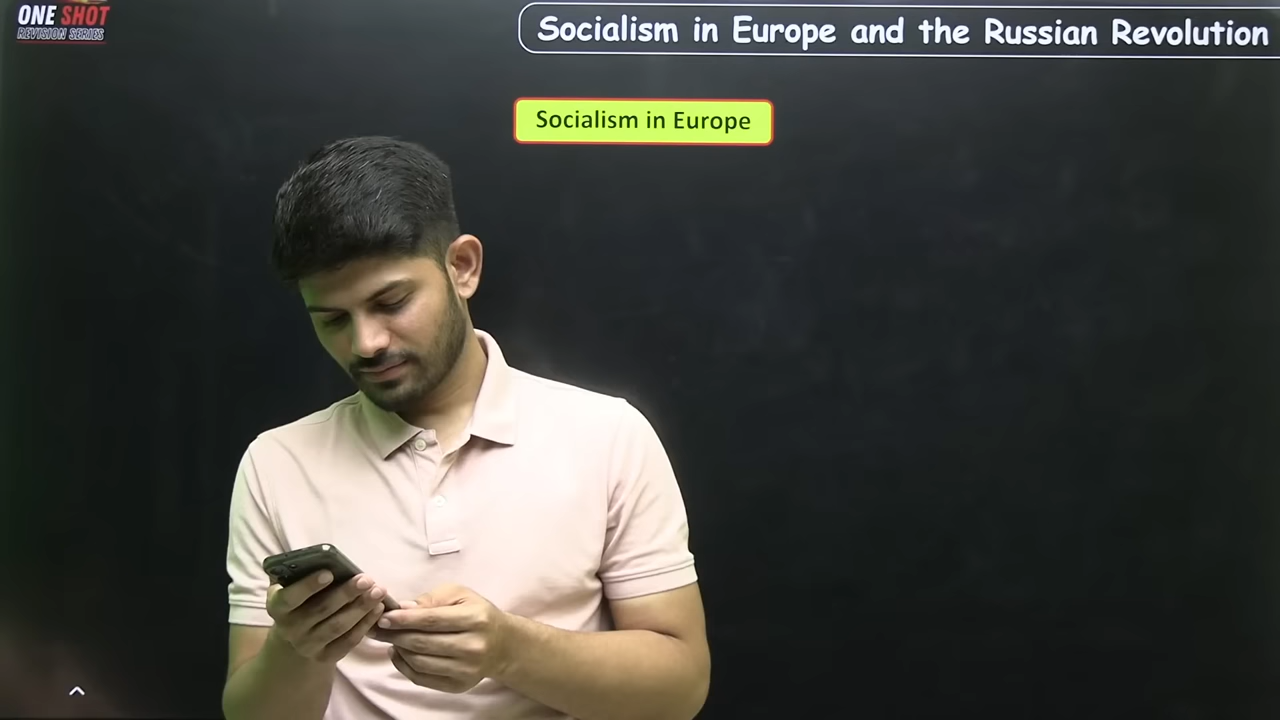 ONE SHOT
REVISION SERIES
Socialism in Europe and the Russian Revolution
Socialism in Europe